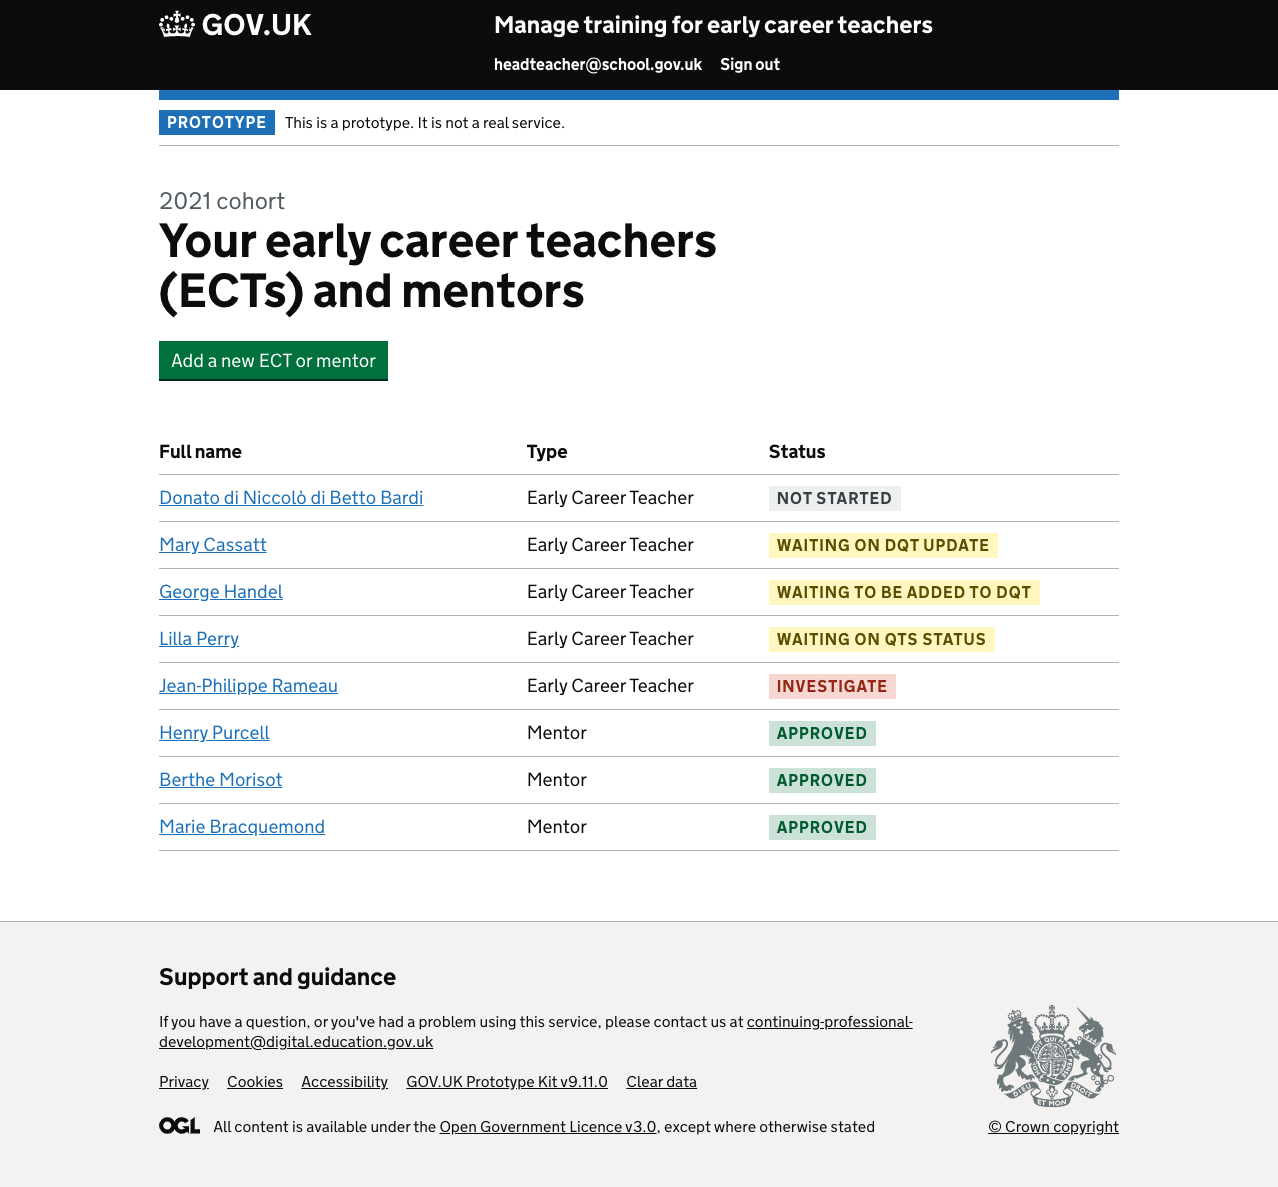 GOV.UK
Manage training for early career teachers
headteacher@school.gov.uk Sign out
PROTOTYPE This is a prototype. It is not a real service.
2021 cohort
Your early career teachers
(ECTs) and mentors
Add a new ECT or mentor
Full name Type Status
Donato di Niccolò di Betto Bardi Early Career Teacher NOT STARTED
Mary Cassatt Early Career Teacher WAITING ON DQT UPDATE
George Handel Early Career Teacher WAITING TO BE ADDED TO DQT
Lilla Perry Early Career Teacher WAITING ON QTS STATUS
Jean-Philippe Rameau Early Career Teacher INVESTIGATE
Henry Purcell Mentor APPROVED
Berthe Morisot Mentor APPROVED
Marie Bracquemond Mentor APPROVED
Support and guidance
If you have a question, or you've had a problem using this service, please contact us at continuing-professional-
development@digital.education.gov.uk
Privacy Cookies Accessibility GOV.UK Prototype Kit v9.11.0 Clear data
OGL All content is available under the Open Government Licence v3.0, except where otherwise stated
DIEU ET MON DROIT
© Crown copyright